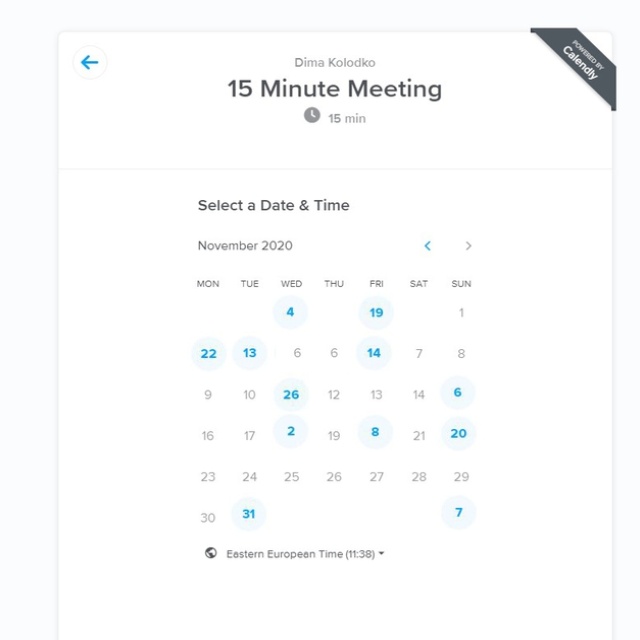 Dima Kolodko
POWERED BY
Calendly
15 Minute Meeting
15 min
Select a Date & Time
November 2020
MON TUE WED THU FRI SAT SUN
4 19 1
22 13 6 6 14 7 8
9 10 26 12 13 14 6
16 17 2 19 8 21 20
23 24 25 26 27 28 29
30 31 7
Eastern European Time (11:38)